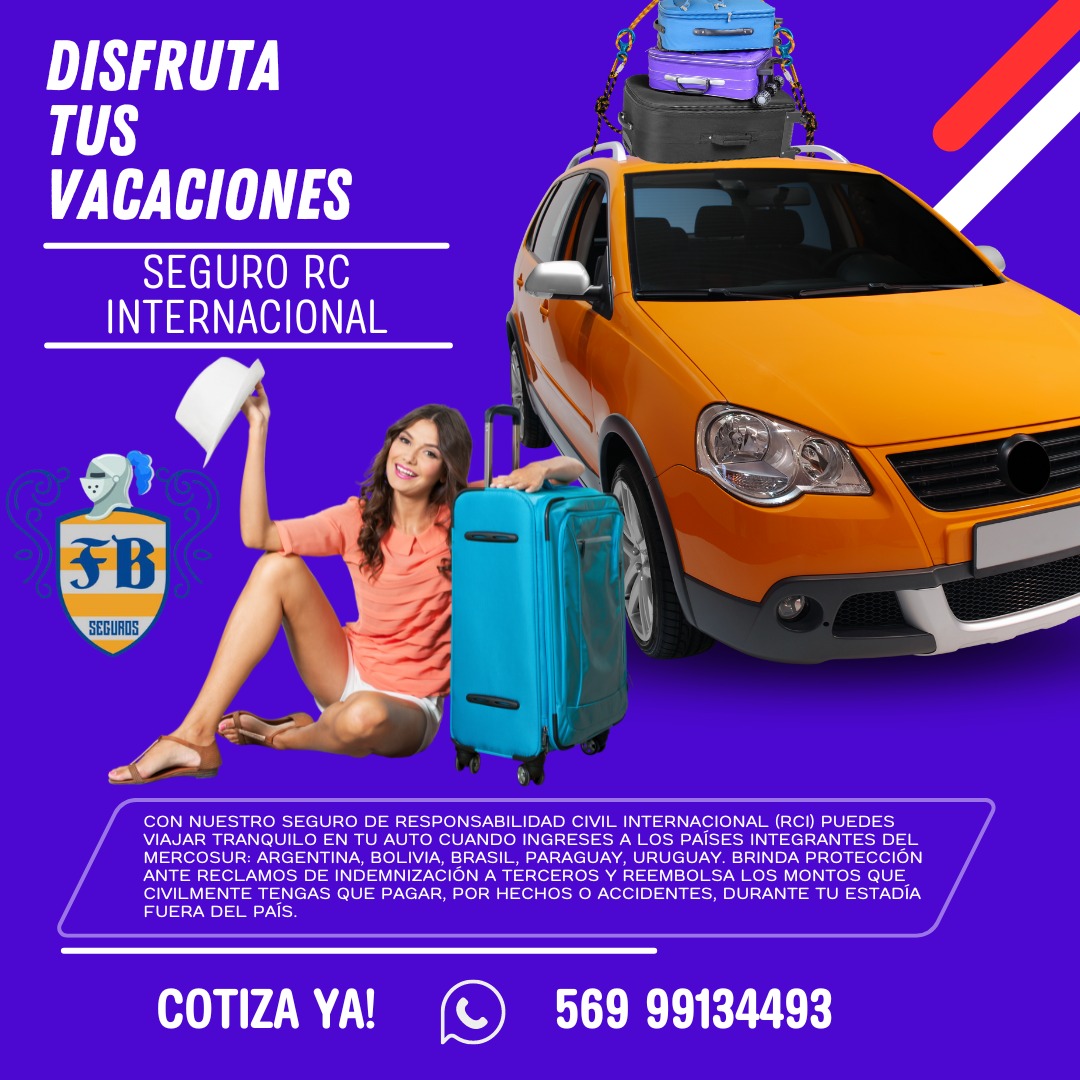 DISFRUTA
TUS
VACACIONES
SEGURO RC
INTERNACIONAL
FB
SEGUROS
CON NUESTRO SEGURO DE RESPONSABILIDAD CIVIL INTERNACIONAL (RCI) PUEDES
VIAJAR TRANQUILO EN TU AUTO CUANDO INGRESES A LOS PAÍSES INTEGRANTES DEL
MERCOSUR: ARGENTINA, BOLIVIA, BRASIL, PARAGUAY, URUGUAY. BRINDA PROTECCIÓN
ANTE RECLAMOS DE INDEMNIZACIÓN A TERCEROS Y REEMBOLSA LOS MONTOS QUE
CIVILMENTE TENGAS QUE PAGAR, POR HECHOS O ACCIDENTES, DURANTE TU ESTADÍA
FUERA DEL PAÍS.
COTIZA YA!
569 99134493